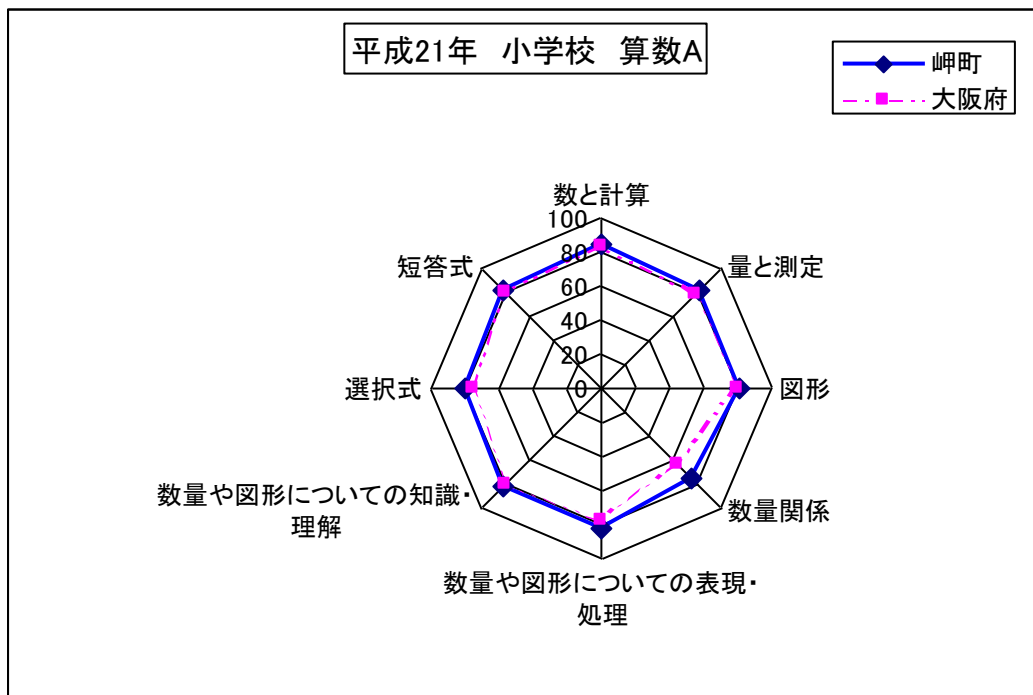 平成21年 小学校 算数A
岬町
大阪府
数と計算
100
80
60
40
20
0
量と測定
図形
数量関係
数量や図形についての表現・
処理
数量や図形についての知識・
理解
選択式
短答式